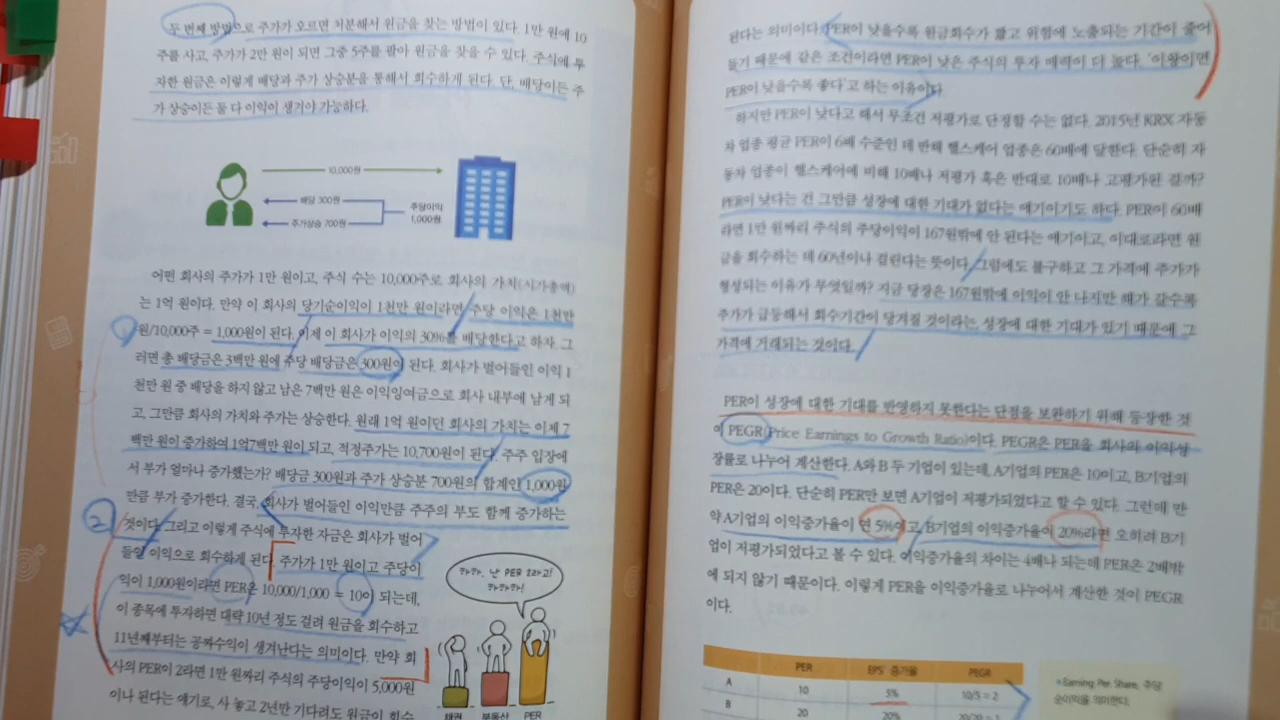 두 번째 방법으로 주가가 오르면 처분해서 원금을 찾는 방법이 있다. 1만 원에 10
주를 사고, 주가가 2만 원이 되면 그중 5주를 팔아 원금을 찾을 수 있다. 주식에 투
자한 원금은 이렇게 배당과 주가 상승분을 통해서 회수하게 된다. 단, 배당이든 주
가 상승이든 둘 다 이익이 생겨야 가능하다.
10,000원
배당 300원
주가상승 700원
주당이익
1,000원
어떤 회사의 주가가 1만 원이고, 주식 수는 10,000주로 회사의 가치(시가총액)
는 1억 원이다. 만약 이 회사의 당기순이익이 1천만 원이라면 주당 이익은 1천만
원/10,000주 = 1,000원이 된다. 이제 이 회사가 이익의 30%를 배당한다고 하자. 그
러면 총 배당금은 3백만 원에 주당 배당금은 300원이 된다. 회사가 벌어들인 이익 1
천만 원 중 배당을 하지 않고 남은 7백만 원은 이익잉여금으로 회사 내부에 남게 되
고, 그만큼 회사의 가치와 주가는 상승한다. 원래 1억 원이던 회사의 가치는 이제 7
백만 원이 증가하여 1억7백만 원이 되고, 적정주가는 10,700원이 된다. 주주 입장에
서 부가 얼마나 증가했는가? 배당금 300원과 주가 상승분 700원의 합계인 1,000원
만큼 부가 증가한다. 결국, 회사가 벌어들인 이익만큼 주주의 부도 함께 증가하는
2
것이다. 그리고 이렇게 주식에 투자한 자금은 회사가 벌어
들인 이익으로 회수하게 된다. 주가가 1만 원이고 주당이
익이 1,000원이라면 PER은 10,000/1,000 = 10이 되는데,
이 종목에 투자하면 대략 10년 정도 걸려 원금을 회수하고
11년째부터는 공짜수익이 생겨난다는 의미이다. 만약 회
사의 PER이 2라면 1만 원짜리 주식의 주당이익이 5,000원
이나 된다는 얘기로, 사 놓고 2년만 기다려도 원금이 회수
하하, 난 PER 2라고!
하하하!
채권
부동산
PER
된다는 의미이다. PER이 낮을수록 원금회수가 짧고 위험에 노출되는 기간이 줄어
들기 때문에 같은 조건이라면 PER이 낮은 주식의 투자 매력이 더 높다. '이왕이면
PER이 낮을수록 좋다'고 하는 이유이다.
하지만 PER이 낮다고 해서 무조건 저평가로 단정할 수는 없다. 2015년 KRX 자동
차 업종 평균 PER이 6배 수준인 데 반해 헬스케어 업종은 60배에 달한다. 단순히 자
동차 업종이 헬스케어에 비해 10배나 저평가 혹은 반대로 10배나 고평가된 걸까?
PER이 낮다는 건 그만큼 성장에 대한 기대가 없다는 얘기이기도 하다. PER이 60배
라면 1만 원짜리 주식의 주당이익이 167원밖에 안 된다는 얘기이고, 이대로라면 원
금을 회수하는 데 60년이나 걸린다는 뜻이다. 그럼에도 불구하고 그 가격에 주가가
형성되는 이유가 무엇일까? 지금 당장은 167원밖에 이익이 안 나지만 해가 갈수록
주가가 급등해서 회수기간이 당겨질 것이라는, 성장에 대한 기대가 있기 때문에 그
가격에 거래되는 것이다.
PER이 성장에 대한 기대를 반영하지 못한다는 단점을 보완하기 위해 등장한 것
이 PEGR(Price Earnings to Growth Ratio)이다. PEGR은 PER을 회사의 이익성
장률로 나누어 계산한다. A와 B 두 기업이 있는데, A기업의 PER은 10이고, B기업의
PER은 20이다. 단순히 PER만 보면 A기업이 저평가되었다고 할 수 있다. 그런데 만
약 A기업의 이익증가율이 연 5%이고, B기업의 이익증가율이 20%라면 오히려 B기
업이 저평가되었다고 볼 수 있다. 이익증가율의 차이는 4배나 되는데 PER은 2배밖
에 되지 않기 때문이다. 이렇게 PER을 이익증가율로 나누어서 계산한 것이 PEGR
이다.
PER EPS* 증가율 PEGR
A 10 5% 10/5 = 2
B 20 20% 20/20 = 1
*Earning Per Share, 주당
순이익을 의미한다.